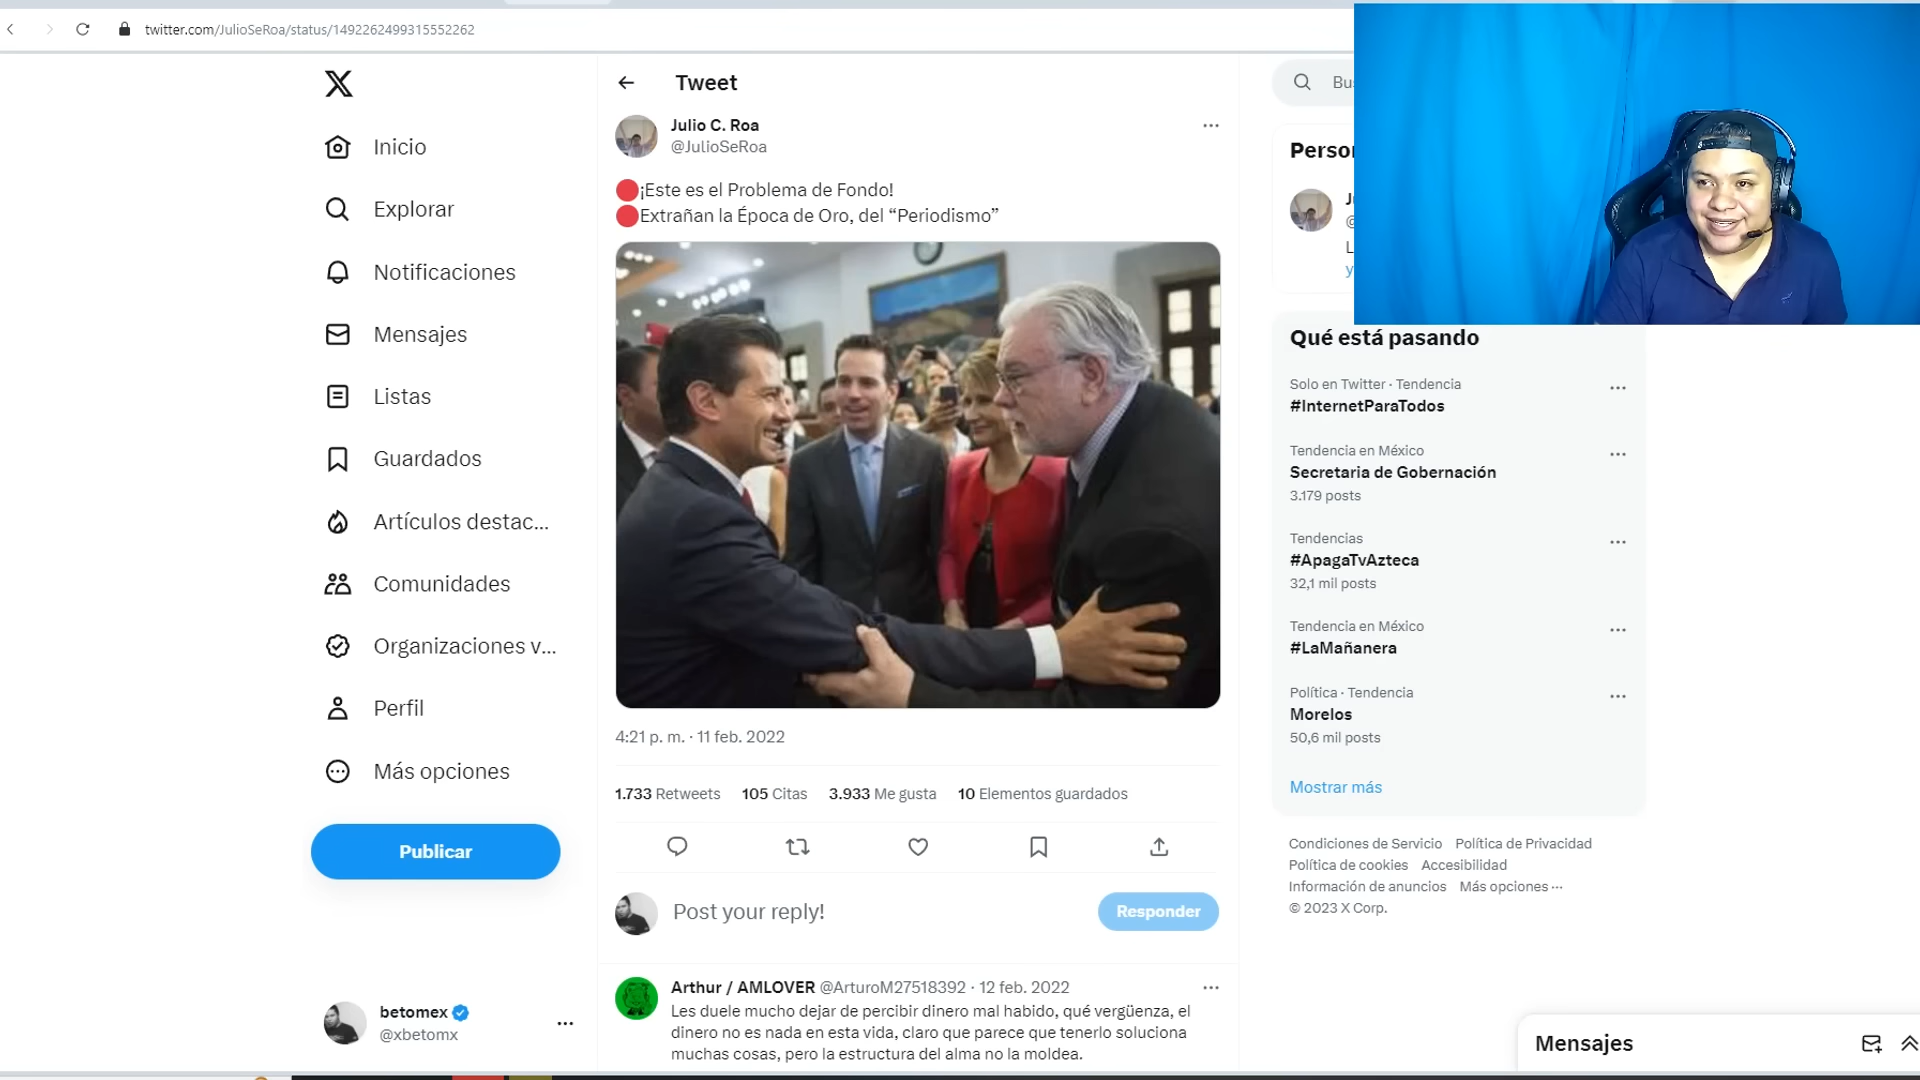 twitter.com/JulioSeRoa/status/1492262499315552262
Inicio
Explorar
Notificaciones
Mensajes
Listas
Guardados
Artículos destac...
Comunidades
Organizaciones v...
Perfil
Más opciones
Publicar
betomex
@xbetomx
Tweet
Julio C. Roa
@JulioSeRoa
¡Este es el Problema de Fondo!
Extrañan la Época de Oro, del “Periodismo”
4:21 p. m. · 11 feb. 2022
1.733 Retweets 105 Citas 3.933 Me gusta 10 Elementos guardados
Post your reply!
Responder
Arthur / AMLOVER @ArturoM27518392 · 12 feb. 2022
Les duele mucho dejar de percibir dinero mal habido, qué vergüenza, el
dinero no es nada en esta vida, claro que parece que tenerlo soluciona
muchas cosas, pero la estructura del alma no la moldea.
Qué está pasando
Solo en Twitter · Tendencia
#InternetParaTodos
Tendencia en México
Secretaria de Gobernación
3.179 posts
Tendencias
#ApagaTvAzteca
32,1 mil posts
Tendencia en México
#LaMañanera
Política · Tendencia
Morelos
50,6 mil posts
Mostrar más
Condiciones de Servicio Política de Privacidad
Política de cookies Accesibilidad
Información de anuncios Más opciones ···
© 2023 X Corp.
Mensajes